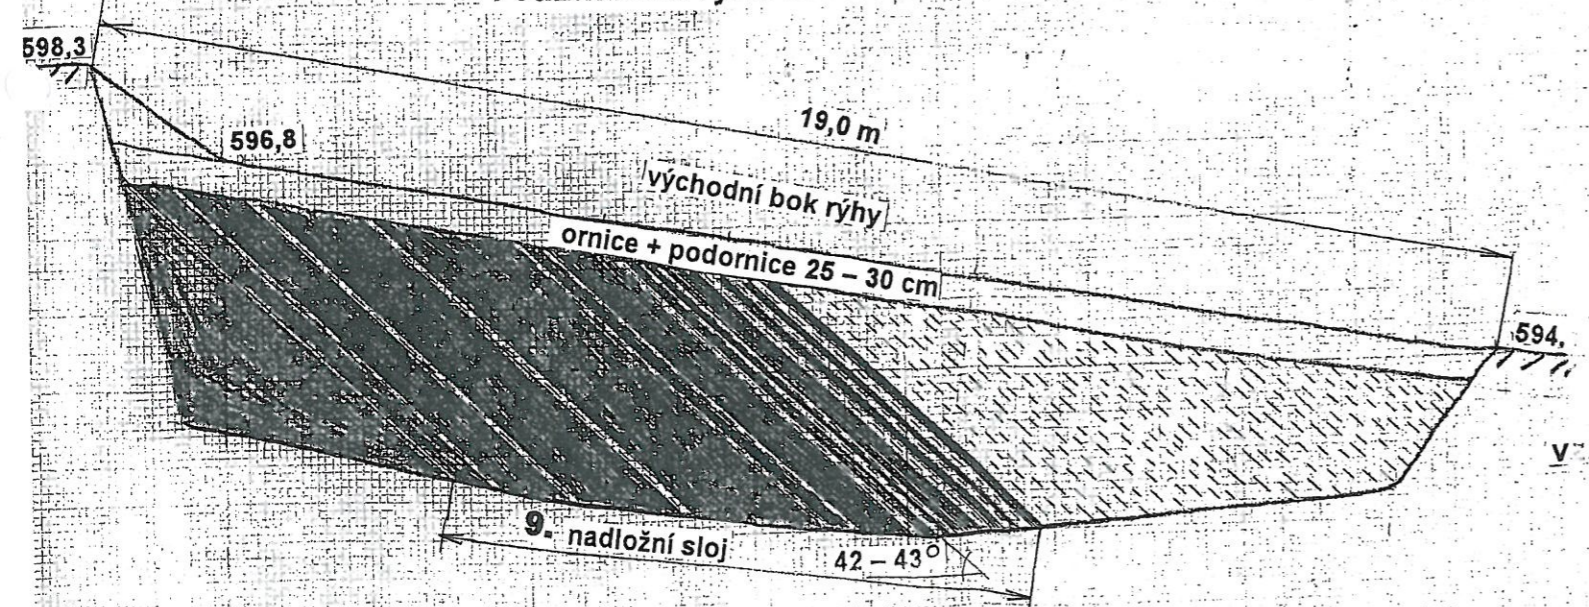 598,3
19,0 m
596,8
východní bok rýhy
ornice + podornice 25 – 30 cm
594.
V
9. nadložní sloj
42 – 43°